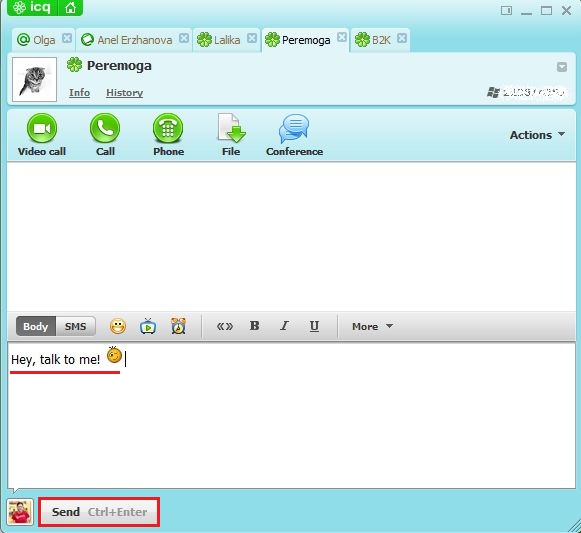 icq
Olga Anel Erzhanova Lalika Peremoga B2K
Peremoga
Info History
Video call Call Phone File Conference Actions
Body SMS «» B I U More
Hey, talk to me!
Send Ctrl+Enter